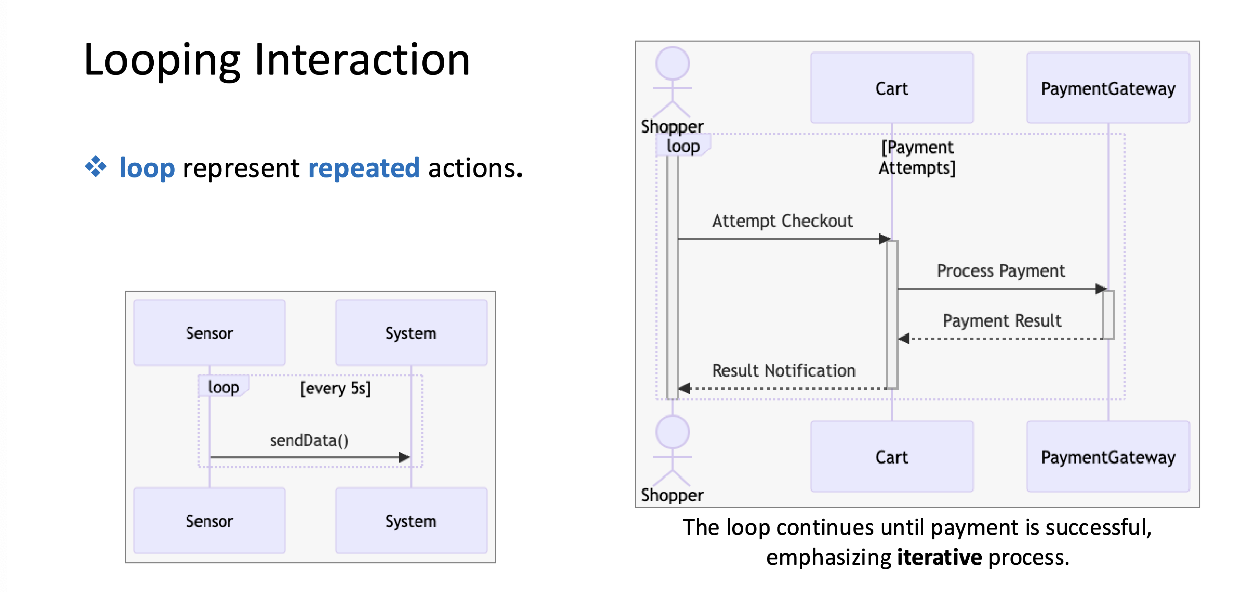 Looping Interaction
❖ loop represent repeated actions.
Sensor
System
loop
[every 5s]
sendData()
Sensor
System
Cart
PaymentGateway
Shopper
loop
[Payment
Attempts]
Attempt Checkout
Process Payment
Payment Result
Result Notification
Cart
PaymentGateway
Shopper
The loop continues until payment is successful,
emphasizing iterative process.